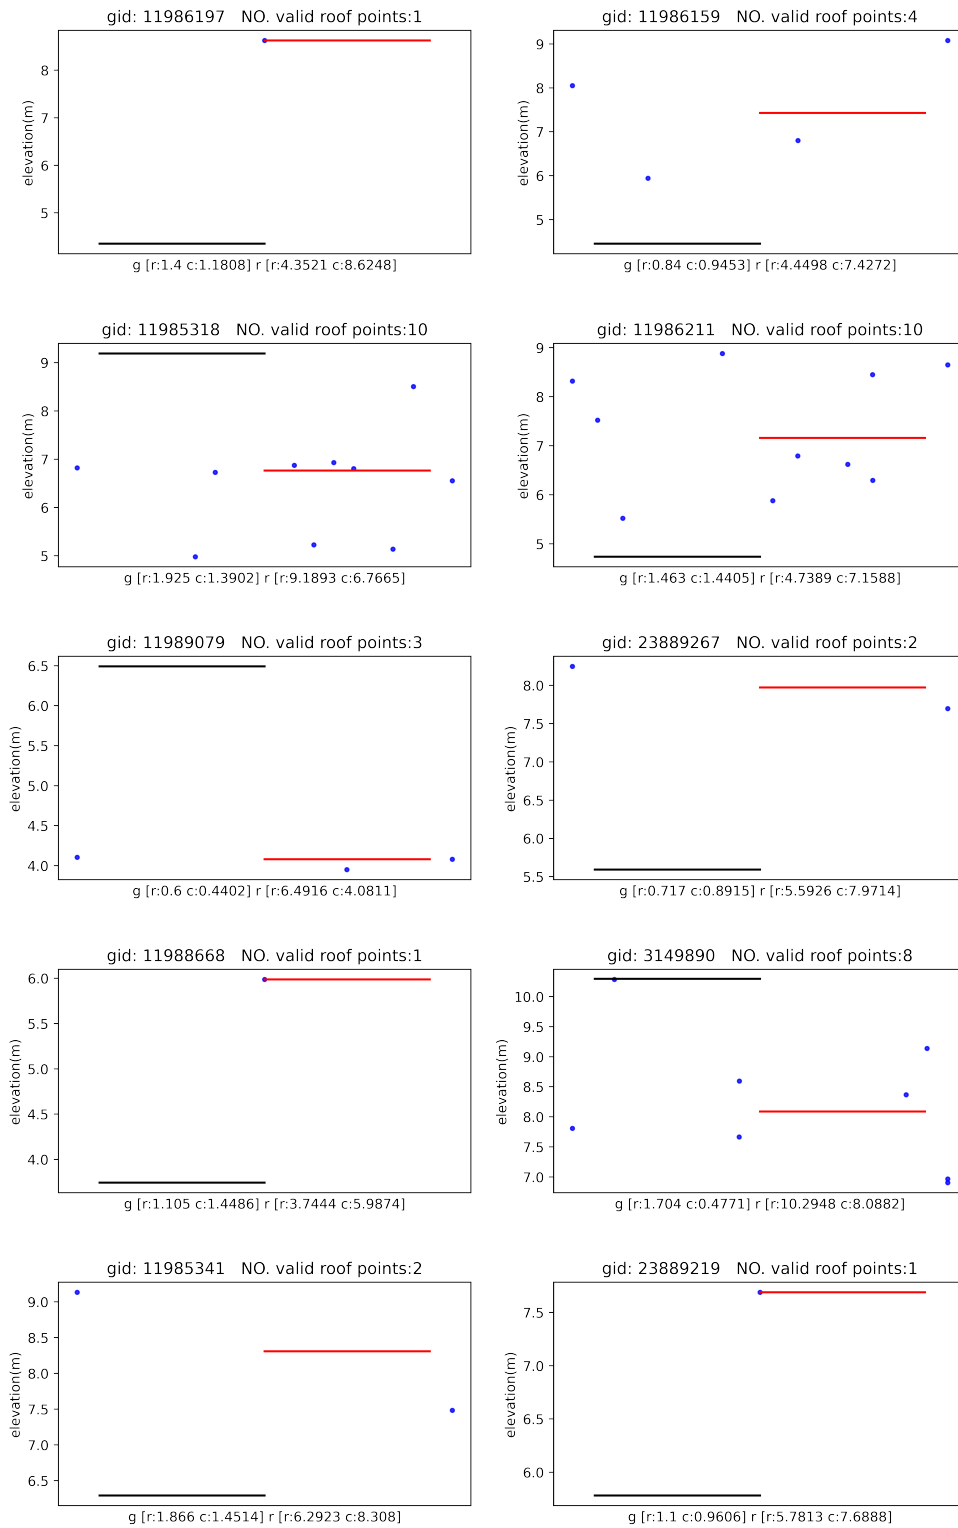 gid: 11986197   NO. valid roof points:1
8
7
6
5
elevation(m)
g [r:1.4 c:1.1808] r [r:4.3521 c:8.6248]
gid: 11986159   NO. valid roof points:4
9
8
7
6
5
elevation(m)
g [r:0.84 c:0.9453] r [r:4.4498 c:7.4272]
gid: 11985318   NO. valid roof points:10
9
8
7
6
5
elevation(m)
g [r:1.925 c:1.3902] r [r:9.1893 c:6.7665]
gid: 11986211   NO. valid roof points:10
9
8
7
6
5
elevation(m)
g [r:1.463 c:1.4405] r [r:4.7389 c:7.1588]
gid: 11989079   NO. valid roof points:3
6.5
6.0
5.5
5.0
4.5
4.0
elevation(m)
g [r:0.6 c:0.4402] r [r:6.4916 c:4.0811]
gid: 23889267   NO. valid roof points:2
8.0
7.5
7.0
6.5
6.0
5.5
elevation(m)
g [r:0.717 c:0.8915] r [r:5.5926 c:7.9714]
gid: 11988668   NO. valid roof points:1
6.0
5.5
5.0
4.5
4.0
elevation(m)
g [r:1.105 c:1.4486] r [r:3.7444 c:5.9874]
gid: 3149890   NO. valid roof points:8
10.0
9.5
9.0
8.5
8.0
7.5
7.0
elevation(m)
g [r:1.704 c:0.4771] r [r:10.2948 c:8.0882]
gid: 11985341   NO. valid roof points:2
9.0
8.5
8.0
7.5
7.0
6.5
elevation(m)
g [r:1.866 c:1.4514] r [r:6.2923 c:8.308]
gid: 23889219   NO. valid roof points:1
7.5
7.0
6.5
6.0
elevation(m)
g [r:1.1 c:0.9606] r [r:5.7813 c:7.6888]